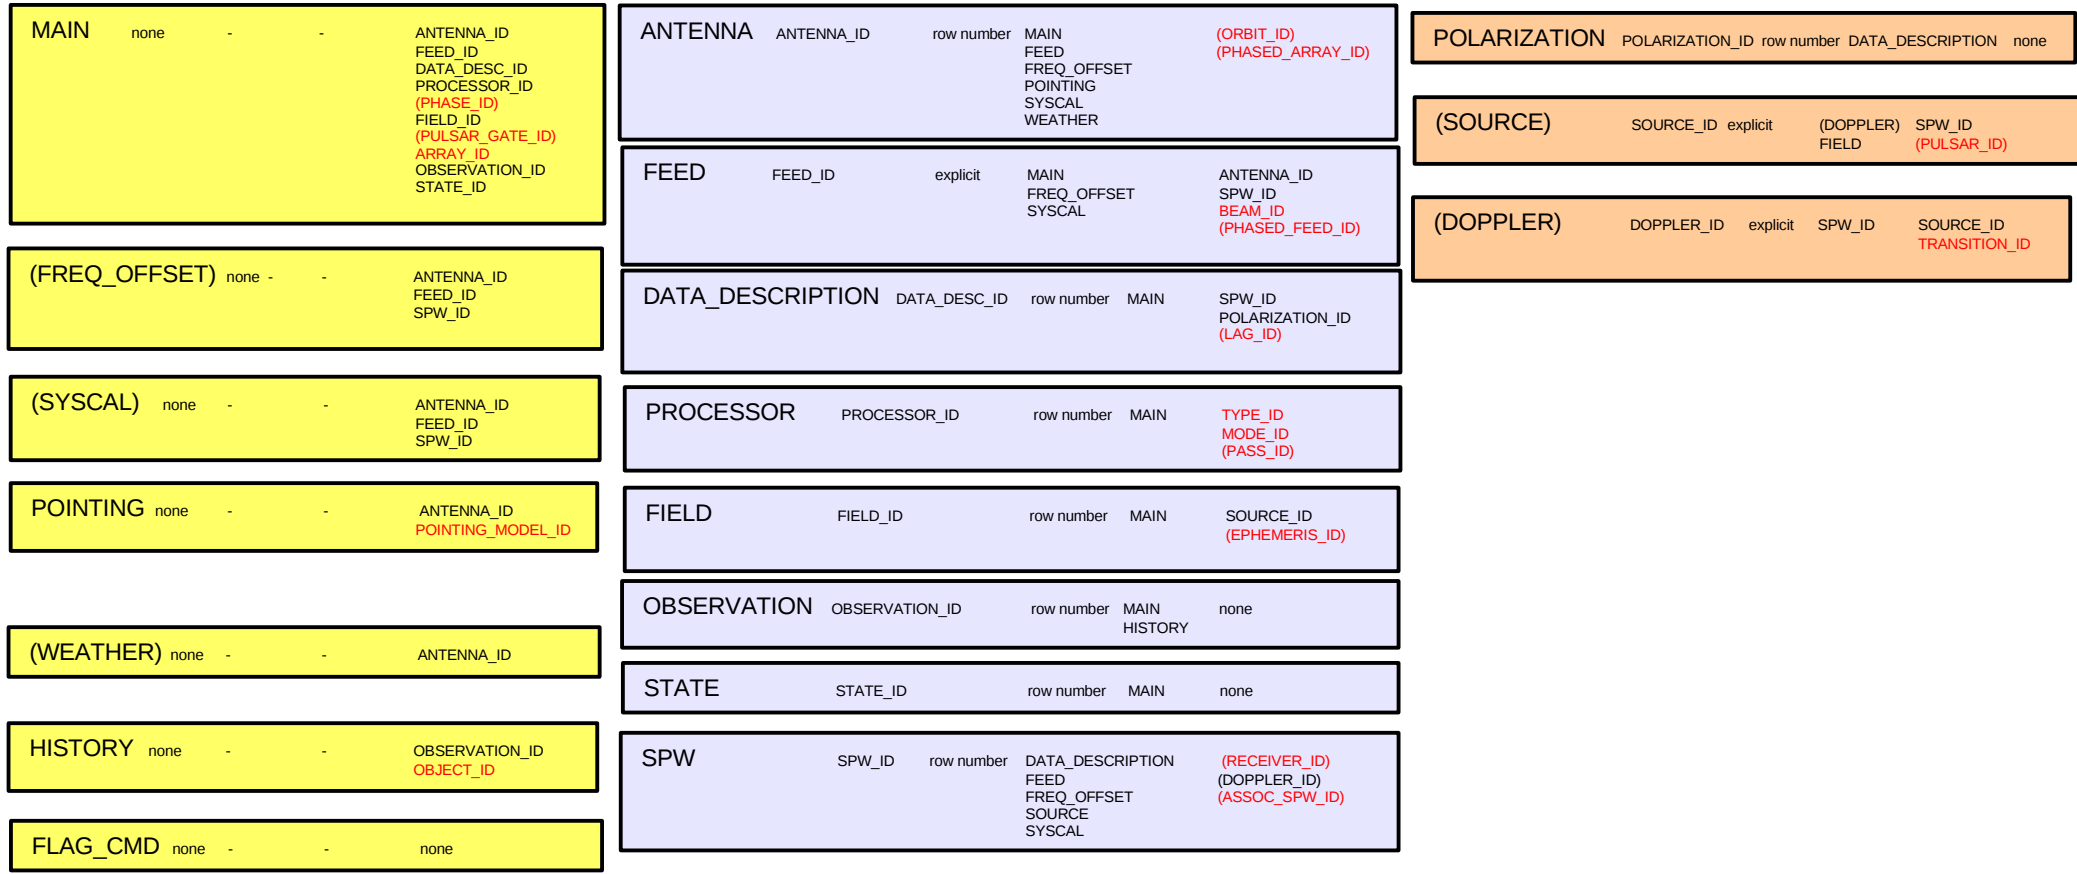 MAIN none - - ANTENNA_ID
FEED_ID
DATA_DESC_ID
PROCESSOR_ID
(PHASE_ID)
FIELD_ID
(PULSAR_GATE_ID)
ARRAY_ID
OBSERVATION_ID
STATE_ID
(FREQ_OFFSET) none - - ANTENNA_ID
FEED_ID
SPW_ID
(SYSCAL) none - - ANTENNA_ID
FEED_ID
SPW_ID
POINTING none - - ANTENNA_ID
POINTING_MODEL_ID
(WEATHER) none - - ANTENNA_ID
HISTORY none - - OBSERVATION_ID
OBJECT_ID
FLAG_CMD none - - none
ANTENNA ANTENNA_ID row number MAIN (ORBIT_ID)
FEED (PHASED_ARRAY_ID)
FREQ_OFFSET
POINTING
SYSCAL
WEATHER
FEED FEED_ID explicit MAIN ANTENNA_ID
FREQ_OFFSET SPW_ID
SYSCAL BEAM_ID
(PHASED_FEED_ID)
DATA_DESCRIPTION DATA_DESC_ID row number MAIN SPW_ID
POLARIZATION_ID
(LAG_ID)
PROCESSOR PROCESSOR_ID row number MAIN TYPE_ID
MODE_ID
(PASS_ID)
FIELD FIELD_ID row number MAIN SOURCE_ID
(EPHEMERIS_ID)
OBSERVATION OBSERVATION_ID row number MAIN none
HISTORY
STATE STATE_ID row number MAIN none
SPW SPW_ID row number DATA_DESCRIPTION (RECEIVER_ID)
FEED (DOPPLER_ID)
FREQ_OFFSET (ASSOC_SPW_ID)
SOURCE
SYSCAL
POLARIZATION POLARIZATION_ID row number DATA_DESCRIPTION none
(SOURCE) SOURCE_ID explicit (DOPPLER) SPW_ID
FIELD (PULSAR_ID)
(DOPPLER) DOPPLER_ID explicit SPW_ID SOURCE_ID
TRANSITION_ID